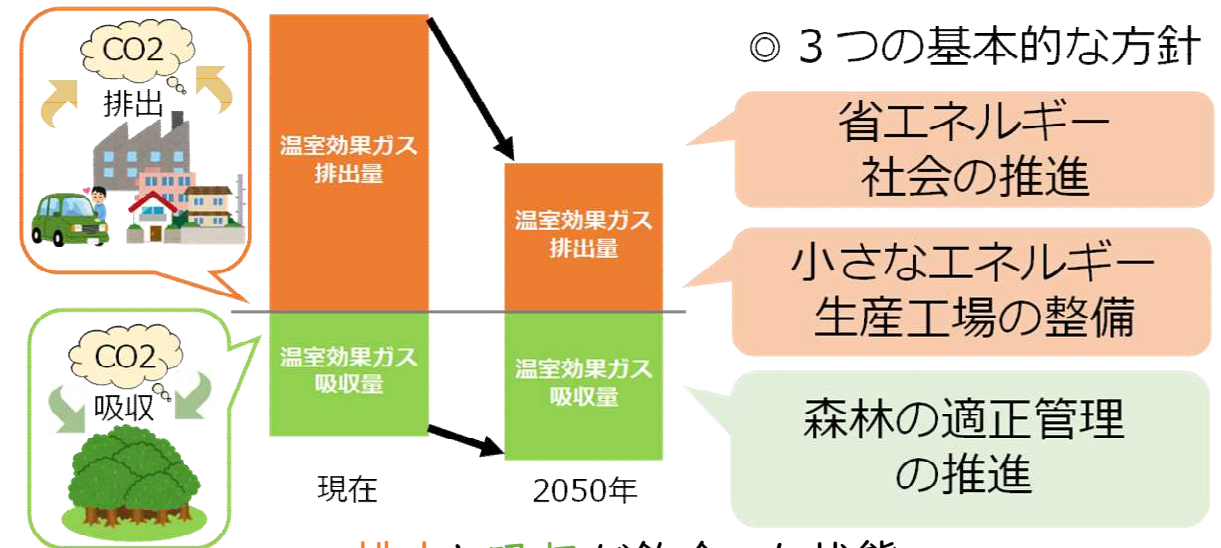 CO2
排出
温室効果ガス
排出量
温室効果ガス
排出量
CO2
吸収
温室効果ガス
吸収量
温室効果ガス
吸収量
現在
2050年
◎ 3つの基本的な方針
省エネルギー
社会の推進
小さなエネルギー
生産工場の整備
森林の適正管理
の推進